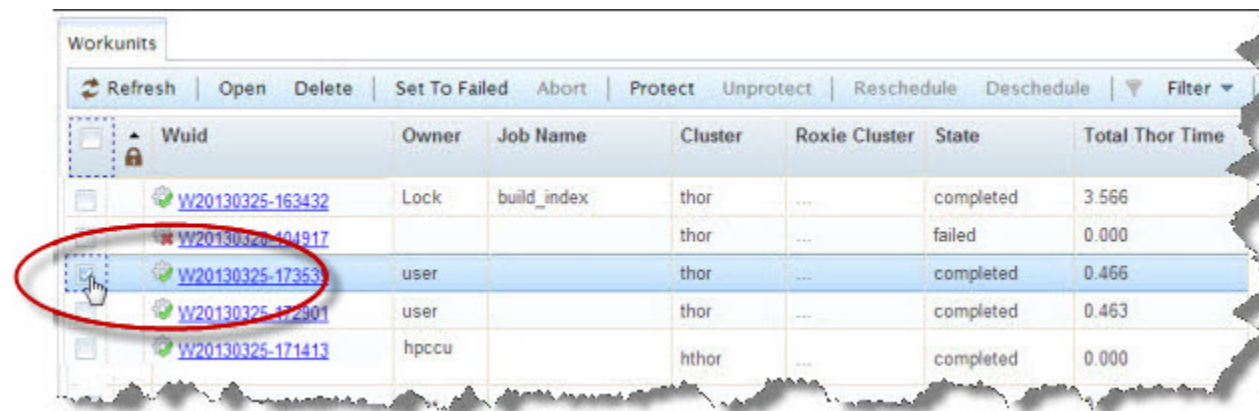 Workunits
Refresh | Open Delete | Set To Failed Abort | Protect Unprotect | Reschedule Deschedule | Filter
Wuid Owner Job Name Cluster Roxie Cluster State Total Thor Time
W20130325-163432 Lock build_index thor ... completed 3.566
thor ... failed 0.000
user thor ... completed 0.466
W20130325-172901 user thor ... completed 0.463
W20130325-171413 hpccu hthor ... completed 0.000